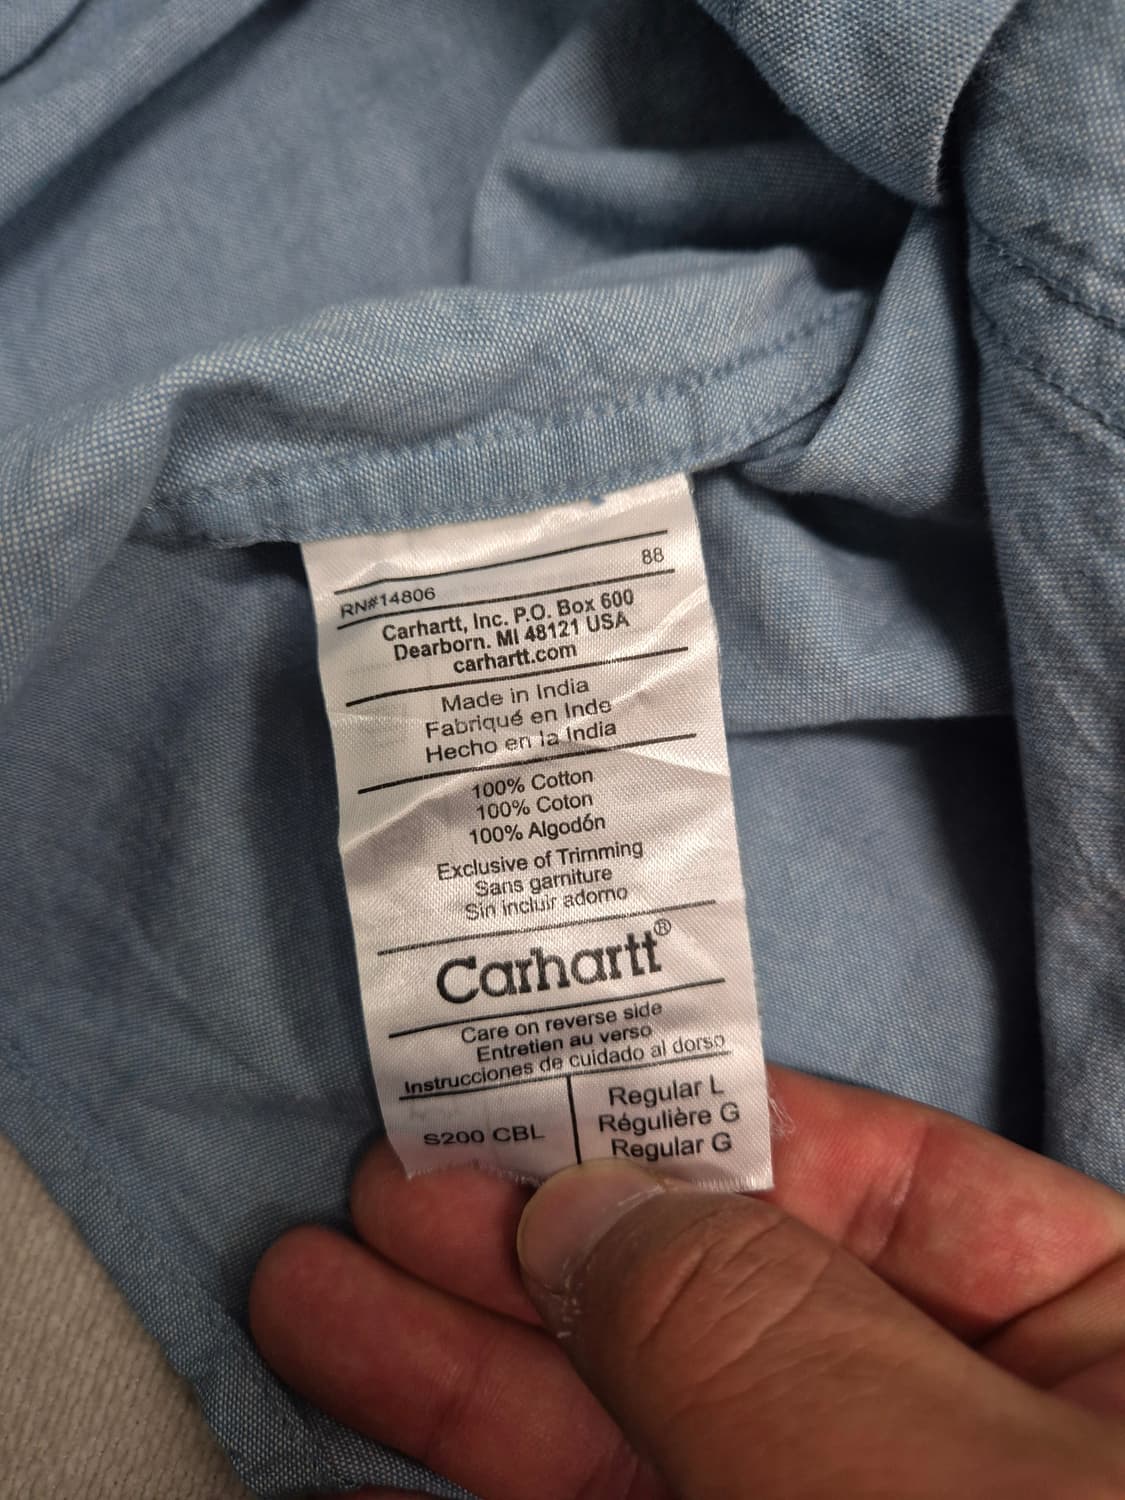 RN#14806 88
Carhartt, Inc. P.O. Box 600
Dearborn. MI 48121 USA
carhartt.com
Made in India
Fabriqué en Inde
Hecho en la India
100% Cotton
100% Coton
100% Algodón
Exclusive of Trimming
Sans garniture
Sin incluir adorno
Carhartt®
Care on reverse side
Entretien au verso
Instrucciones de cuidado al dorso
S200 CBL
Regular L
Régulière G
Regular G